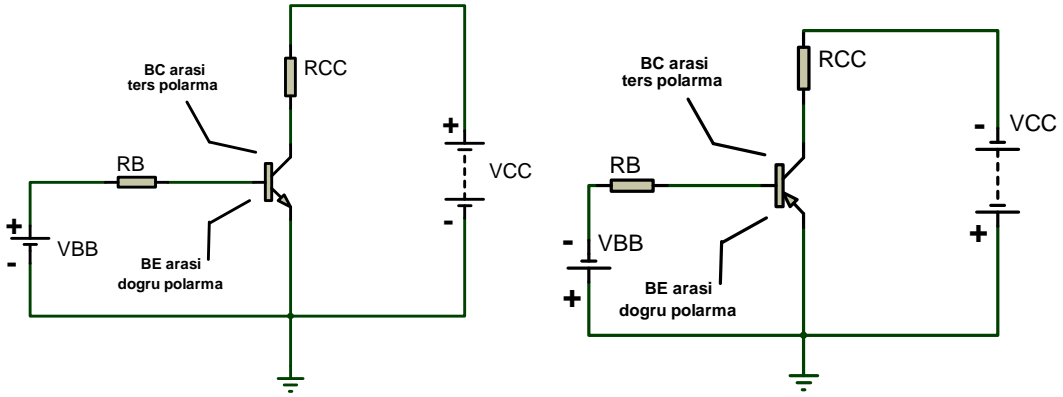 BC arasi
ters polarma
RCC
+
RB
VCC
+
VBB
-
-
BE arasi
dogru polarma
BC arasi
ters polarma
RCC
-
VCC
RB
-
VBB
+
+
BE arasi
dogru polarma